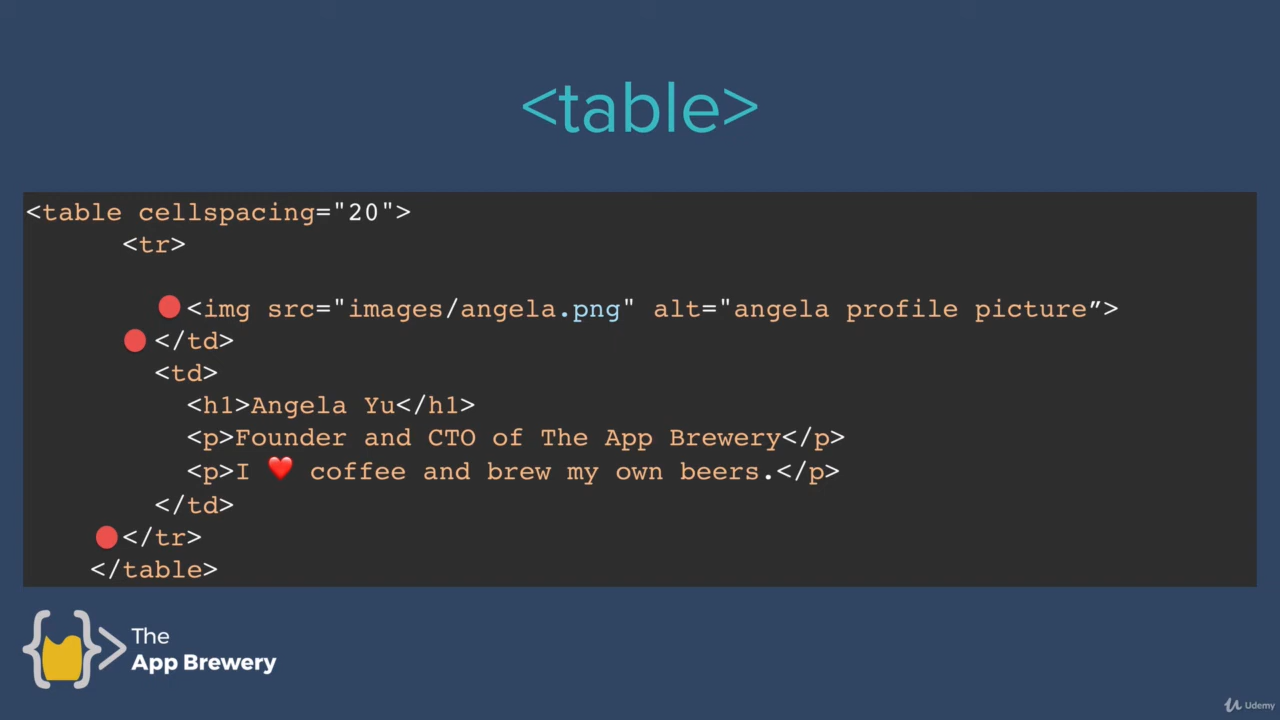 <table>
<table cellspacing="20">
<tr>
<img src="images/angela.png" alt="angela profile picture”>
</td>
<td>
<h1>Angela Yu</h1>
<p>Founder and CTO of The App Brewery</p>
<p>I ❤️ coffee and brew my own beers.</p>
</td>
</tr>
</table>
The
App Brewery
Udemy